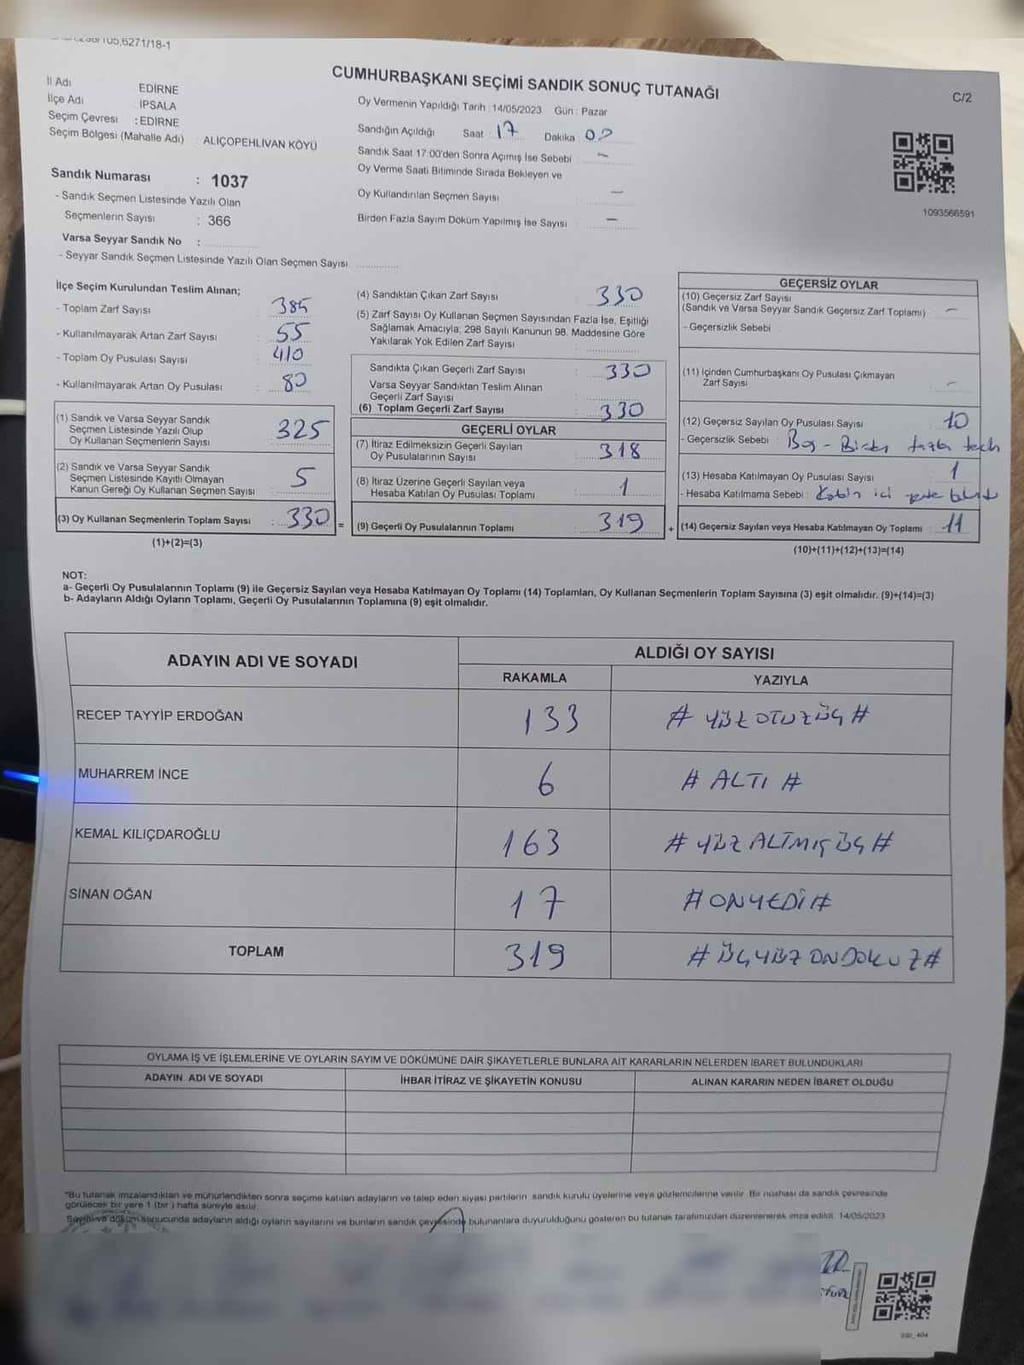 CUMHURBAŞKANI SEÇİMİ SANDIK SONUÇ TUTANAĞI
C/2
İl Adı EDİRNE
İlçe Adı İPSALA
Seçim Çevresi : EDİRNE
Seçim Bölgesi (Mahalle Adı) ALİÇOPEHLİVAN KÖYÜ
Oy Vermenin Yapıldığı Tarih : 14/05/2023 Gün : Pazar
Sandığın Açıldığı Saat 17 Dakika 00
Sandık Saat 17:00'den Sonra Açımış İse Sebebi –
Oy Verme Saati Bitiminde Sırada Bekleyen ve
Oy Kullandırılan Seçmen Sayısı –
Birden Fazla Sayım Döküm Yapılmış İse Sayısı –
1093566591
Sandık Numarası : 1037
- Sandık Seçmen Listesinde Yazılı Olan
Seçmenlerin Sayısı : 366
Varsa Seyyar Sandık No :
- Seyyar Sandık Seçmen Listesinde Yazılı Olan Seçmen Sayısı
İlçe Seçim Kurulundan Teslim Alınan;
- Toplam Zarf Sayısı : 385
- Kullanılmayarak Artan Zarf Sayısı : 55
- Toplam Oy Pusulası Sayısı : 410
- Kullanılmayarak Artan Oy Pusulası : 80
(1) Sandık ve Varsa Seyyar Sandık
Seçmen Listesinde Yazılı Olup
Oy Kullanan Seçmenlerin Sayısı : 325
(2) Sandık ve Varsa Seyyar Sandık
Seçmen Listesinde Kayıtlı Olmayan
Kanun Gereği Oy Kullanan Seçmen Sayısı : 5
(3) Oy Kullanan Seçmenlerin Toplam Sayısı : 330 =
(1)+(2)=(3)
(4) Sandıktan Çıkan Zarf Sayısı : 330
(5) Zarf Sayısı Oy Kullanan Seçmen Sayısından Fazla İse, Eşitliği
Sağlamak Amacıyla, 298 Sayılı Kanunun 98. Maddesine Göre
Yakılarak Yok Edilen Zarf Sayısı
Sandıkta Çıkan Geçerli Zarf Sayısı : 330
Varsa Seyyar Sandıktan Teslim Alınan
Geçerli Zarf Sayısı
(6) Toplam Geçerli Zarf Sayısı : 330
GEÇERLİ OYLAR
(7) İtiraz Edilmeksizin Geçerli Sayılan
Oy Pusulalarının Sayısı : 318
(8) İtiraz Üzerine Geçerli Sayılan veya
Hesaba Katılan Oy Pusulası Toplamı : 1
(9) Geçerli Oy Pusulalarının Toplamı : 319 +
GEÇERSİZ OYLAR
(10) Geçersiz Zarf Sayısı
(Sandık ve Varsa Seyyar Sandık Geçersiz Zarf Toplamı) : –
- Geçersizlik Sebebi :
(11) İçinden Cumhurbaşkanı Oy Pusulası Çıkmayan
Zarf Sayısı –
(12) Geçersiz Sayılan Oy Pusulası Sayısı : 10
- Geçersizlik Sebebi : Boş -
(13) Hesaba Katılmayan Oy Pusulası Sayısı : 1
- Hesaba Katılmama Sebebi : Kabin içi
(14) Geçersiz Sayılan veya Hesaba Katılmayan Oy Toplamı : 11
(10)+(11)+(12)+(13)=(14)
NOT:
a- Geçerli Oy Pusulalarının Toplamı (9) ile Geçersiz Sayılan veya Hesaba Katılmayan Oy Toplamı (14) Toplamları, Oy Kullanan Seçmenlerin Toplam Sayısına (3) eşit olmalıdır. (9)+(14)=(3)
b- Adayların Aldığı Oyların Toplamı, Geçerli Oy Pusulalarının Toplamına (9) eşit olmalıdır.
ADAYIN ADI VE SOYADI ALDIĞI OY SAYISI
RAKAMLA YAZIYLA
RECEP TAYYİP ERDOĞAN 133 # YÜZ OTUZ ÜÇ #
MUHARREM İNCE 6 # ALTI #
KEMAL KILIÇDAROĞLU 163 # YÜZ ALTMIŞ ÜÇ #
SİNAN OĞAN 17 # ONYEDİ #
TOPLAM 319 # ÜÇYÜZ ONDOKUZ #
OYLAMA İŞ VE İŞLEMLERİNE VE OYLARIN SAYIM VE DÖKÜMÜNE DAİR ŞİKAYETLERLE BUNLARA AİT KARARLARIN NELERDEN İBARET BULUNDUKLARI
ADAYIN ADI VE SOYADI İHBAR İTİRAZ VE ŞİKAYETİN KONUSU ALINAN KARARIN NEDEN İBARET OLDUĞU
"Bu tutanak imzalandıktan ve mühürlendikten sonra seçime katılan adayların ve talep eden siyasi partilerin sandık kurulu üyelerine veya gözlemcilerine verilir. Bir nüshası da sandık çevresinde
görülecek bir yere 1 (bir) hafta süreyle asılır.
Sayım ve döküm sonucunda adayların aldığı oyların sayılarını ve bunların sandık çevresinde bulunanlara duyurulduğunu gösteren bu tutanak tarafımızdan düzenlenerek imza edildi. 14/05/2023